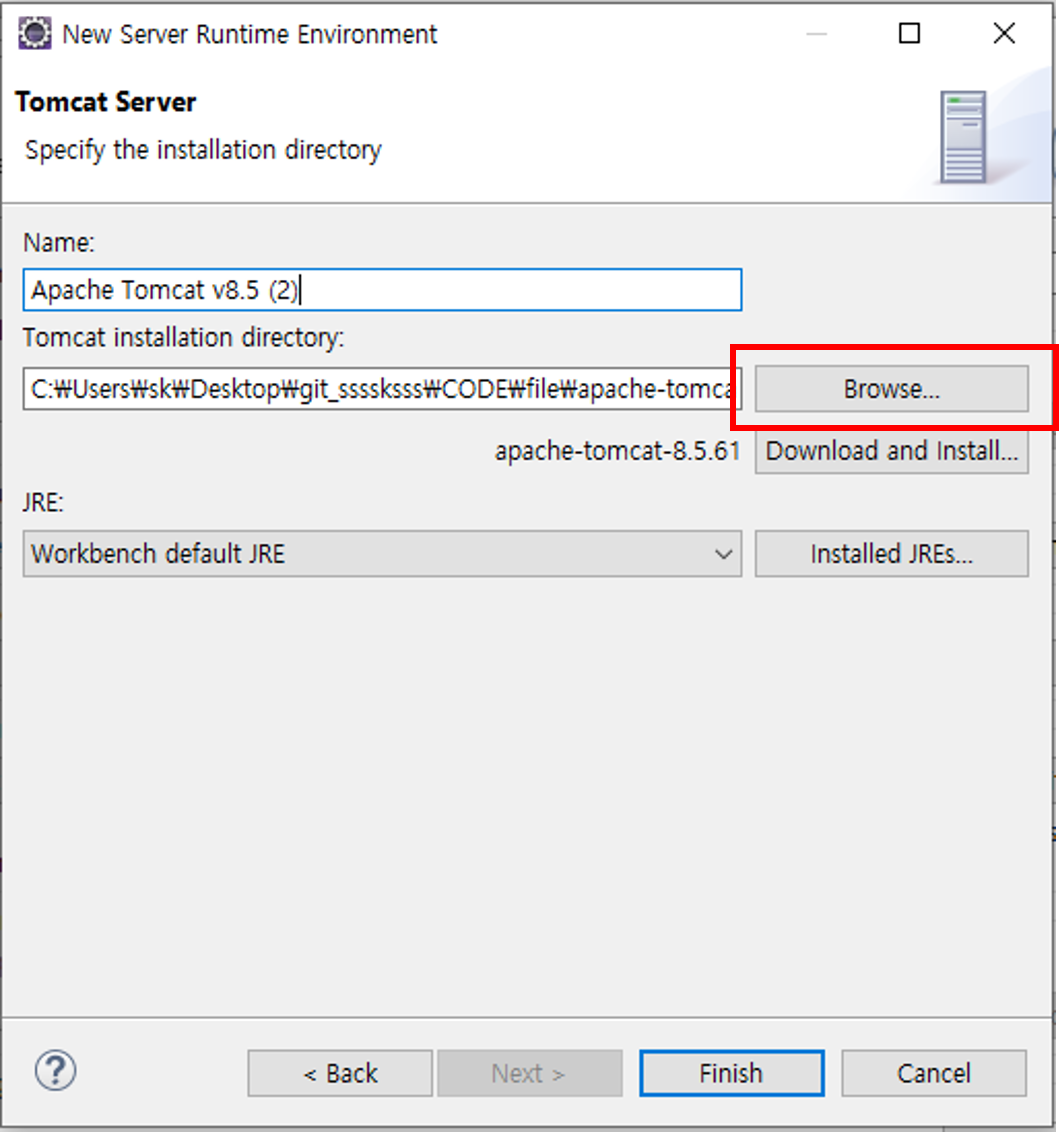 New Server Runtime Environment
Tomcat Server
Specify the installation directory
Name:
Apache Tomcat v8.5 (2)
Tomcat installation directory:
C:₩Users₩sk₩Desktop₩git_ssssksss₩CODE₩file₩apache-tomca
Browse...
apache-tomcat-8.5.61
Download and Install...
JRE:
Workbench default JRE
Installed JREs...
?
< Back
Next >
Finish
Cancel